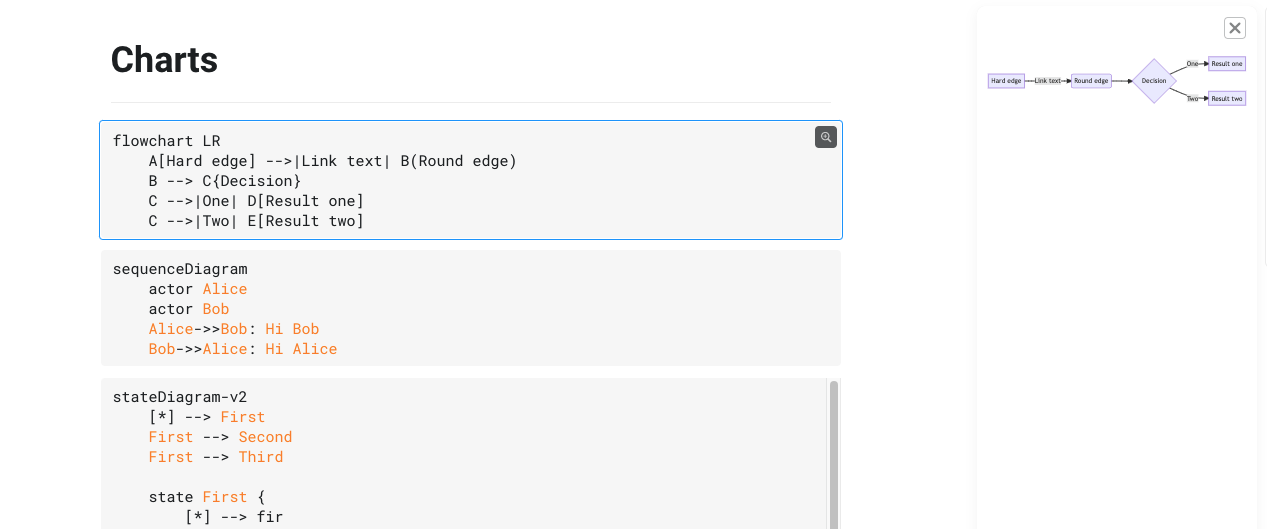 Charts
flowchart LR
    A[Hard edge] -->|Link text| B(Round edge)
    B --> C{Decision}
    C -->|One| D[Result one]
    C -->|Two| E[Result two]
sequenceDiagram
    actor Alice
    actor Bob
    Alice->>Bob: Hi Bob
    Bob->>Alice: Hi Alice
stateDiagram-v2
    [*] --> First
    First --> Second
    First --> Third
    state First {
        [*] --> fir
Hard edge Link text Round edge Decision
One Result one
Two Result two